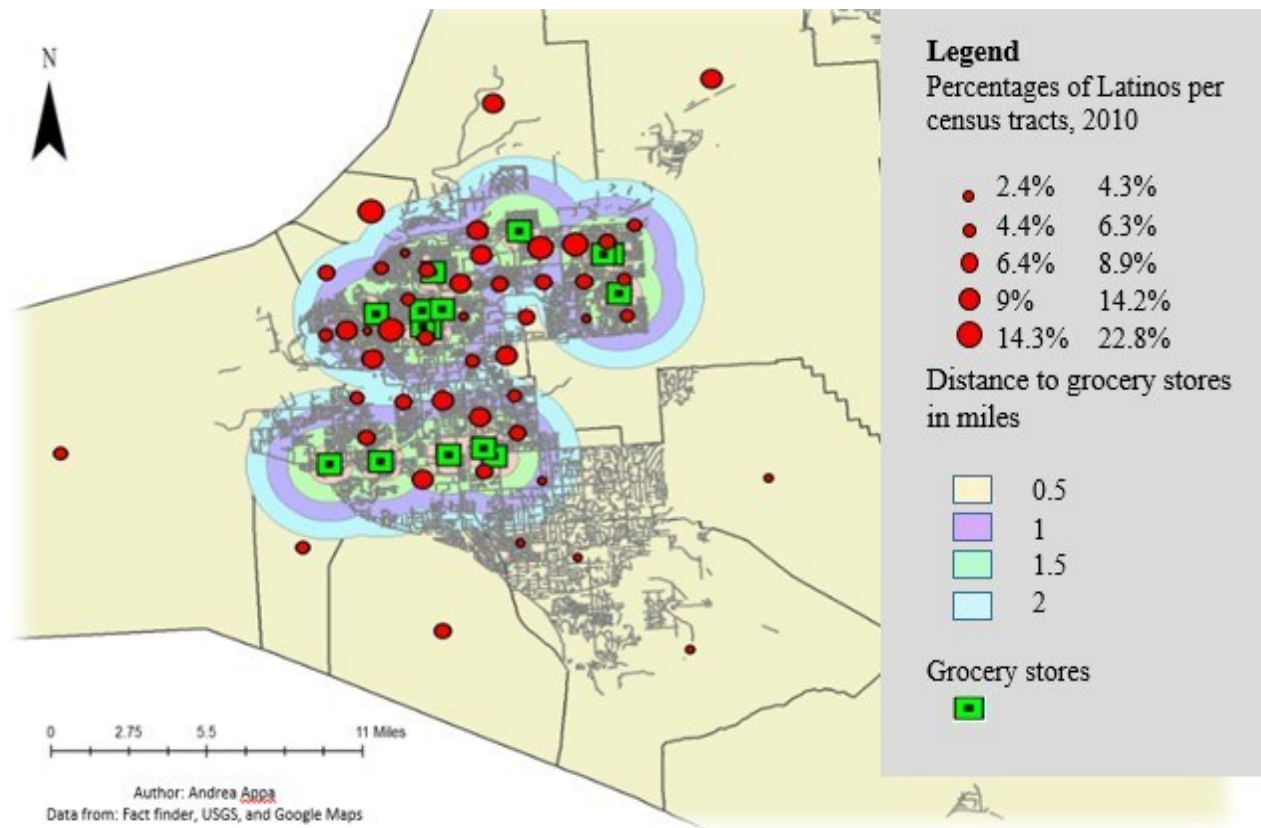 N
Legend
Percentages of Latinos per
census tracts, 2010
2.4% 4.3%
4.4% 6.3%
6.4% 8.9%
9% 14.2%
14.3% 22.8%
Distance to grocery stores
in miles
0.5
1
1.5
2
Grocery stores
0 2.75 5.5 11 Miles
Author: Andrea Appa
Data from: Fact finder, USGS, and Google Maps